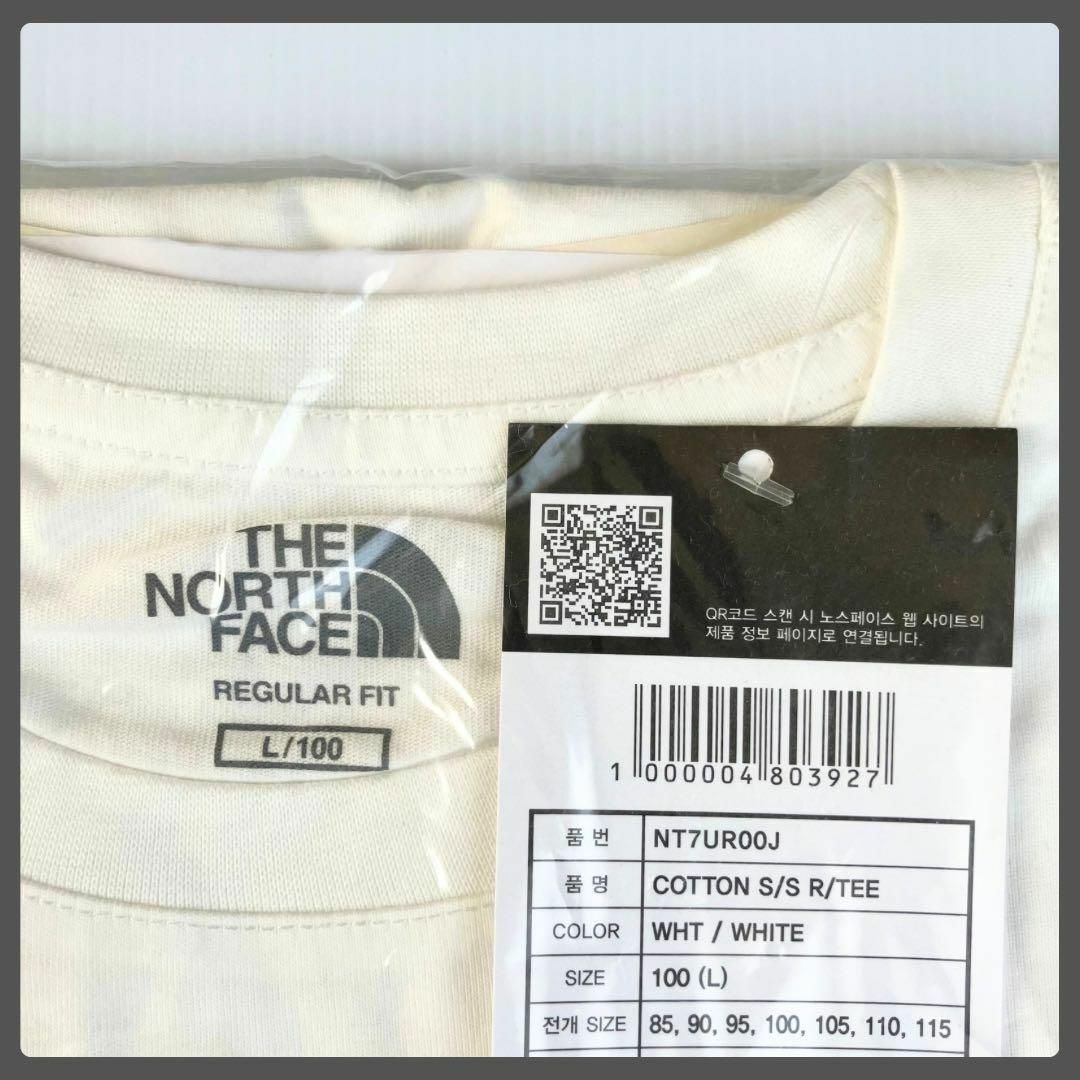 THE
NORTH
FACE
REGULAR FIT
L/100
QR코드 스캔 시 노스페이스 웹 사이트의
제품 정보 페이지로 연결됩니다.
1 000004 803927
품 번 NT7UR00J
품 명 COTTON S/S R/TEE
COLOR WHT / WHITE
SIZE 100 (L)
전개 SIZE 85, 90, 95, 100, 105, 110, 115